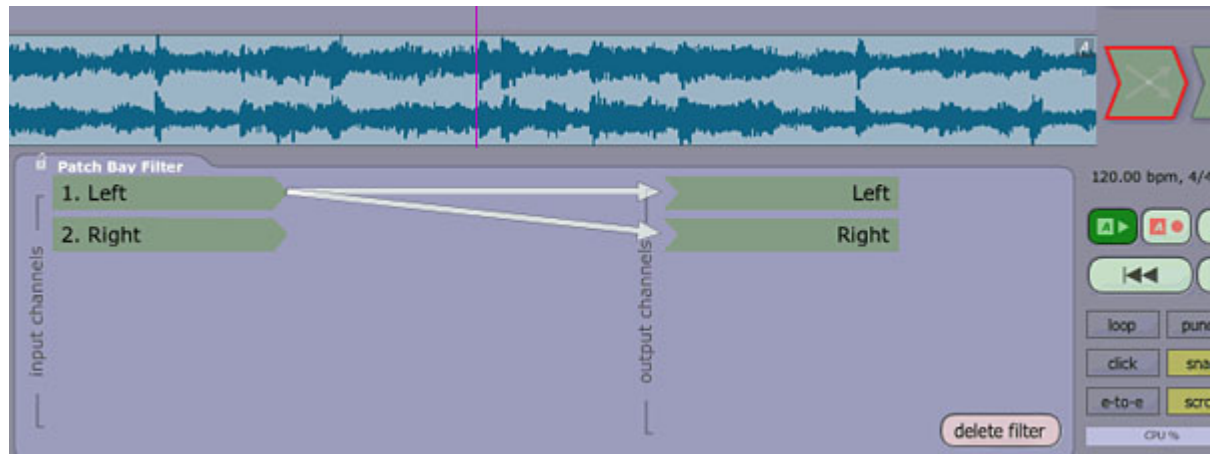 A
Patch Bay Filter
1. Left
2. Right
input channels
Left
Right
output channels
delete filter
120.00 bpm, 4/4
A
A
loop
click
e-to-e
CPU %